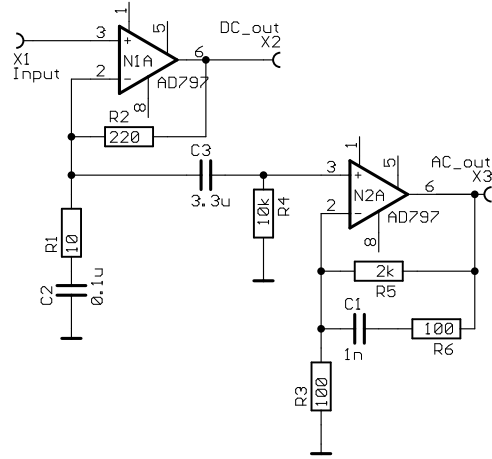 1
5
DC_out
X2
3
+
6
X1
Input
N1A
2
−
AD797
8
R2
220
C3
3.3u
1
5
AC_out
X3
3
+
6
N2A
2
−
AD797
8
10k
R4
R1
10
C2
0.1u
2k
R5
C1
1n
100
R6
R3
100